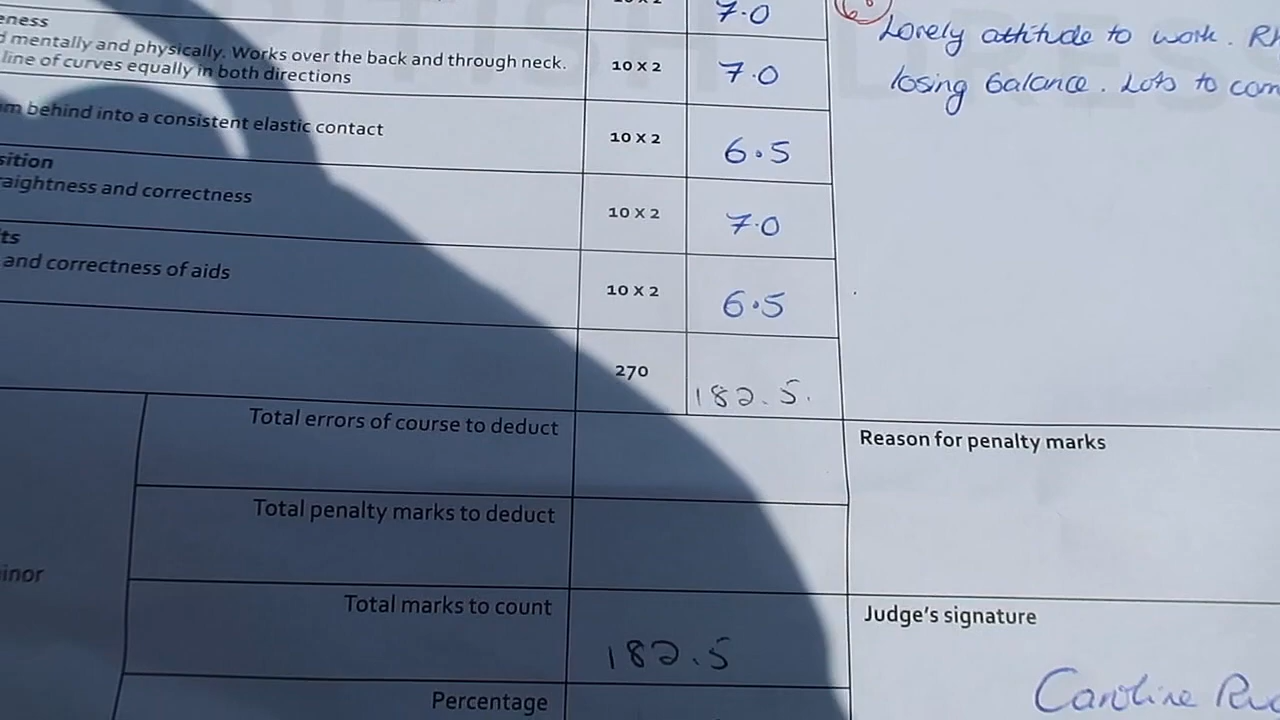 7.0
eness
d mentally and physically. Works over the back and through neck.
line of curves equally in both directions
10 X 2
7.0
m behind into a consistent elastic contact
10 X 2
6.5
sition
aightness and correctness
10 X 2
7.0
ts
and correctness of aids
10 X 2
6.5
270
182.5.
Lovely attitude to work.
losing balance. Lots to com
Total errors of course to deduct
Reason for penalty marks
Total penalty marks to deduct
inor
Total marks to count
182.5
Judge's signature
Caroline
Percentage